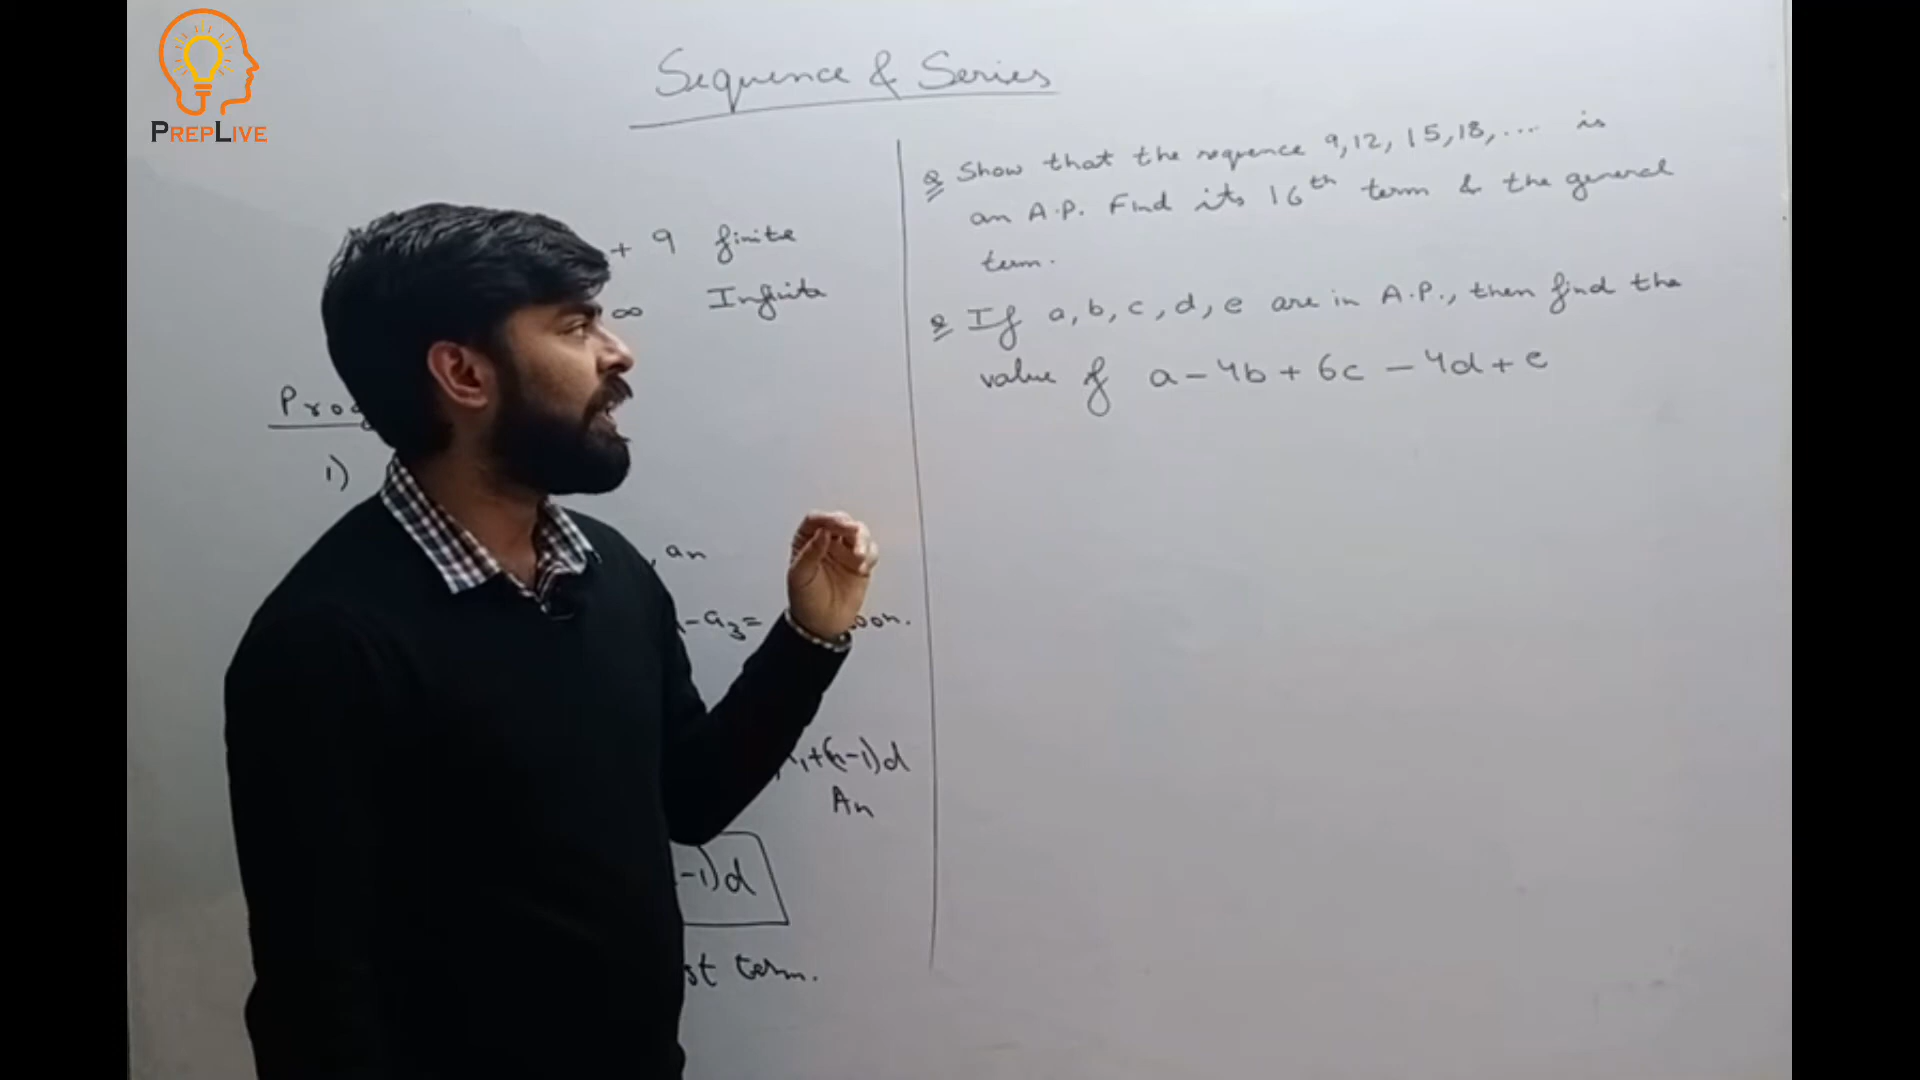 PREPLIVE
Sequence & Series
+ 9 finite
∞ Infinite
1)
, an
- a3 =
1+(n-1)d
An
-1)d
st term.
Q Show that the sequence 9,12,15,18,... is
an A.P. Find its 16th term & the general
term.
Q If a,b,c,d,e are in A.P., then find the
value of a-4b+6c-4d+e